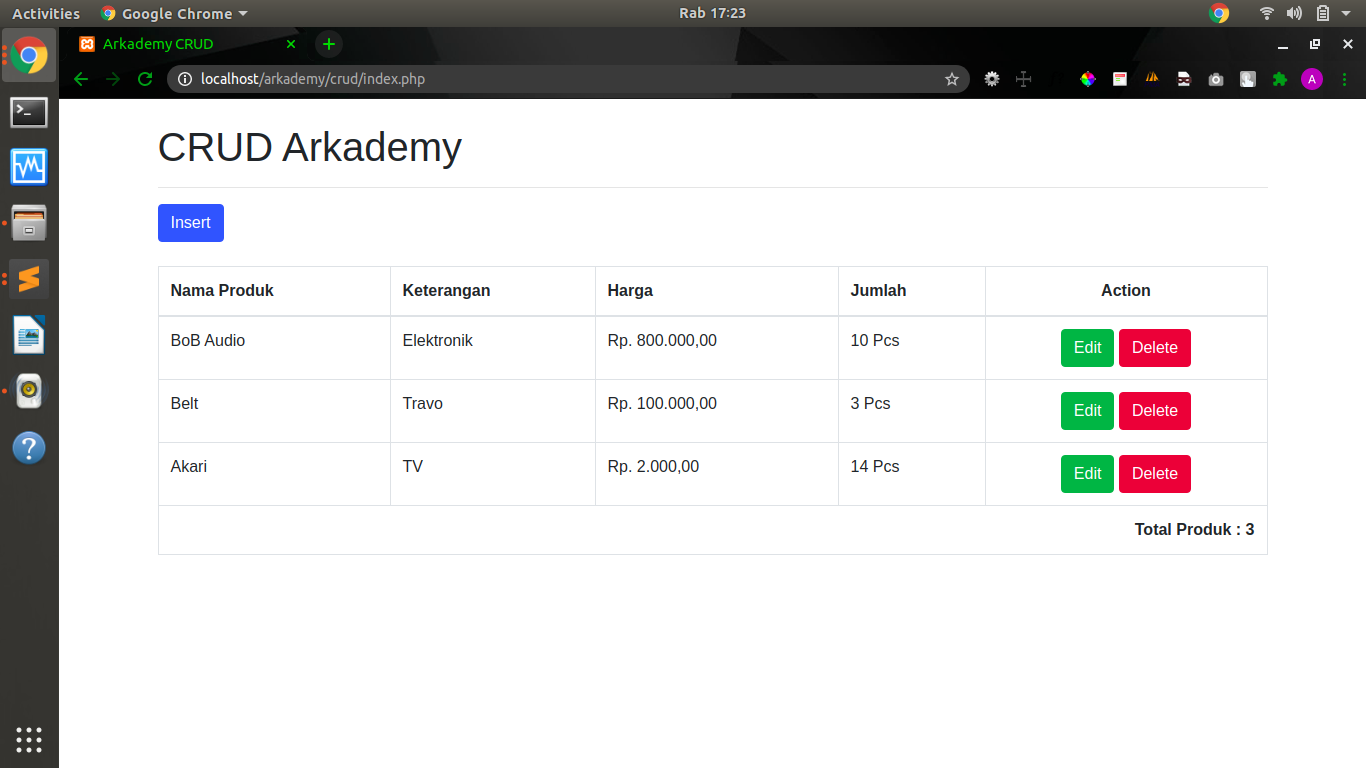 Activities Google Chrome Rab 17:23
Arkademy CRUD
localhost/arkademy/crud/index.php A
CRUD Arkademy
Insert
Nama Produk Keterangan Harga Jumlah Action
BoB Audio Elektronik Rp. 800.000,00 10 Pcs Edit Delete
Belt Travo Rp. 100.000,00 3 Pcs Edit Delete
Akari TV Rp. 2.000,00 14 Pcs Edit Delete
Total Produk : 3